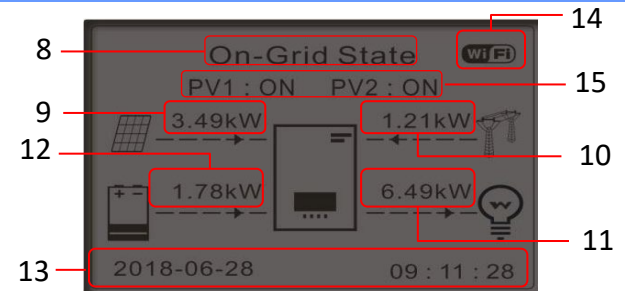 14
8
On-Grid State
WiFi
PV1 : ON PV2 : ON
15
9
3.49kW
1.21kW
12
10
+ -
1.78kW
6.49kW
11
13
2018-06-28
09 : 11 : 28